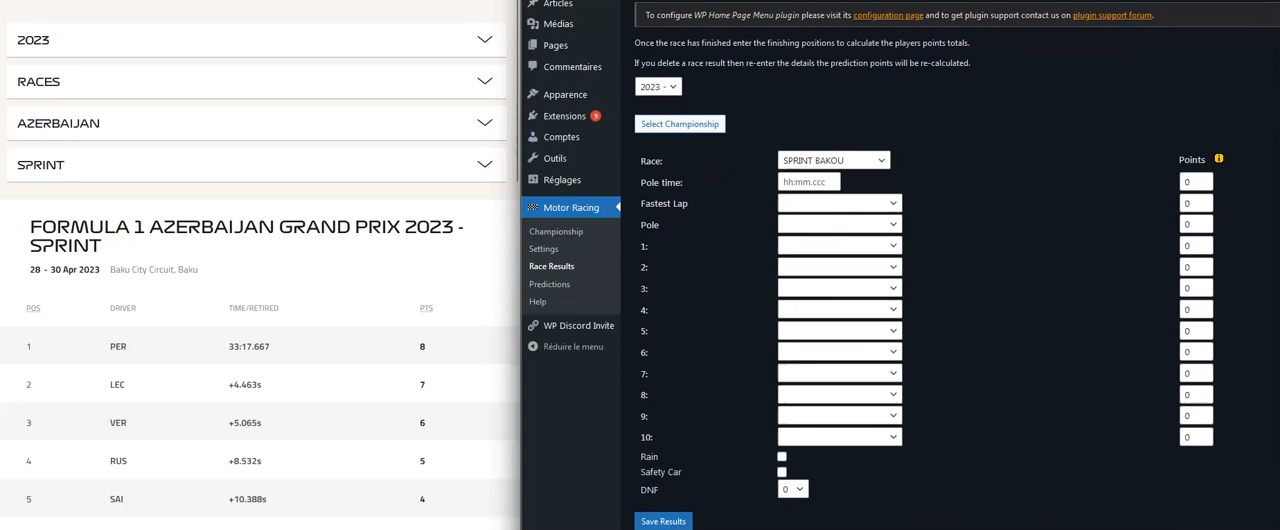 2023
RACES
AZERBAIJAN
SPRINT
FORMULA 1 AZERBAIJAN GRAND PRIX 2023 -
SPRINT
28 - 30 Apr 2023 Baku City Circuit, Baku
POS DRIVER TIME/RETIRED PTS
1 PER 33:17.667 8
2 LEC +4.463s 7
3 VER +5.065s 6
4 RUS +8.532s 5
5 SAI +10.388s 4
Articles
Médias
Pages
Commentaires
Apparence
Extensions 9
Comptes
Outils
Réglages
Motor Racing
Championship
Settings
Race Results
Predictions
Help
WP Discord Invite
Réduire le menu
To configure WP Home Page Menu plugin please visit its configuration page and to get plugin support contact us on plugin support forum.
Once the race has finished enter the finishing positions to calculate the players points totals.
If you delete a race result then re-enter the details the prediction points will be re-calculated.
2023 -
Select Championship
Race: SPRINT BAKOU Points i
Pole time: hh:mm.ccc 0
Fastest Lap 0
Pole 0
1: 0
2: 0
3: 0
4: 0
5: 0
6: 0
7: 0
8: 0
9: 0
10: 0
Rain
Safety Car
DNF 0
Save Results